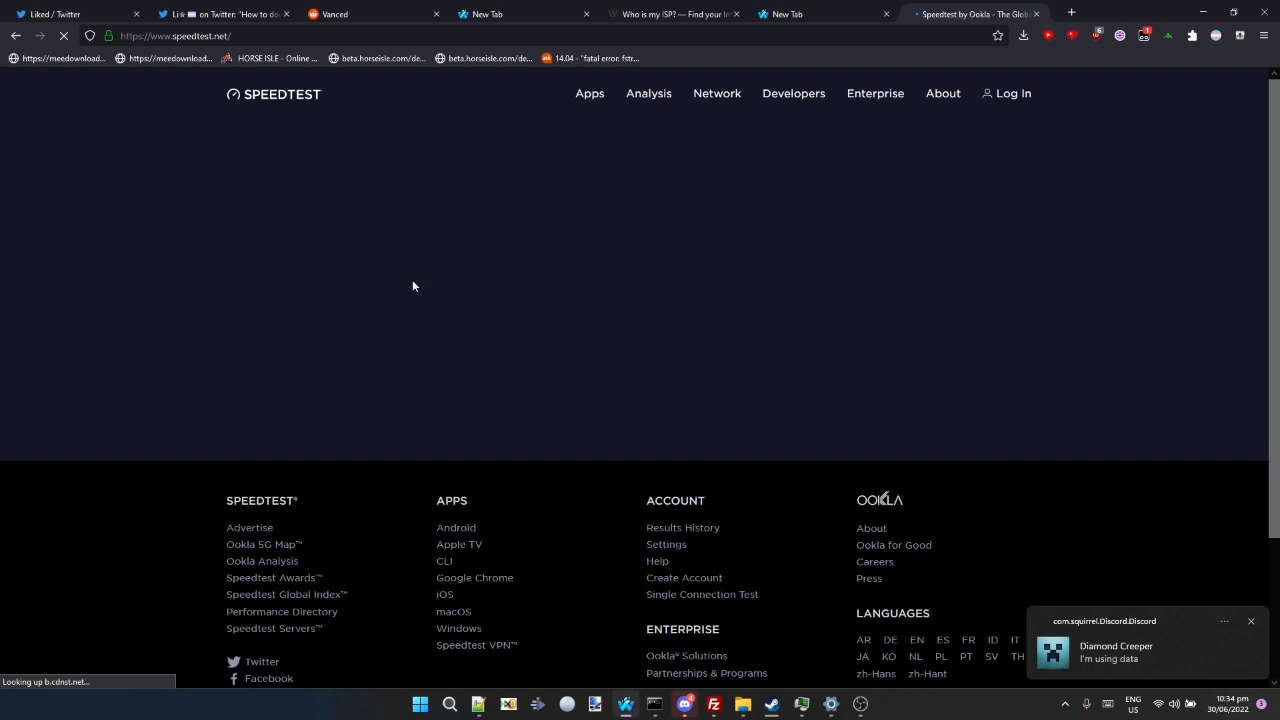 Liked / Twitter
Li★ on Twitter: "How to do
Vanced
New Tab
Who is my ISP? — Find your Int
New Tab
Speedtest by Ookla - The Glob
https://www.speedtest.net/
https://meedownload...
https://meedownload...
HORSE ISLE - Online ...
beta.horseisle.com/de...
beta.horseisle.com/de...
14.04 - "fatal error: fstr...
SPEEDTEST
Apps
Analysis
Network
Developers
Enterprise
About
Log In
SPEEDTEST®
Advertise
Ookla 5G Map™
Ookla Analysis
Speedtest Awards™
Speedtest Global Index™
Performance Directory
Speedtest Servers™
Twitter
Facebook
APPS
Android
Apple TV
CLI
Google Chrome
iOS
macOS
Windows
Speedtest VPN™
ACCOUNT
Results History
Settings
Help
Create Account
Single Connection Test
ENTERPRISE
Ookla® Solutions
Partnerships & Programs
OOKLA
About
Ookla for Good
Careers
Press
LANGUAGES
AR DE EN ES FR ID IT
JA KO NL PL PT SV TH
zh-Hans zh-Hant
com.squirrel.Discord.Discord
Diamond Creeper
I'm using data
Looking up b.cdnst.net...
ENG
US
10:34 pm
30/06/2022
3